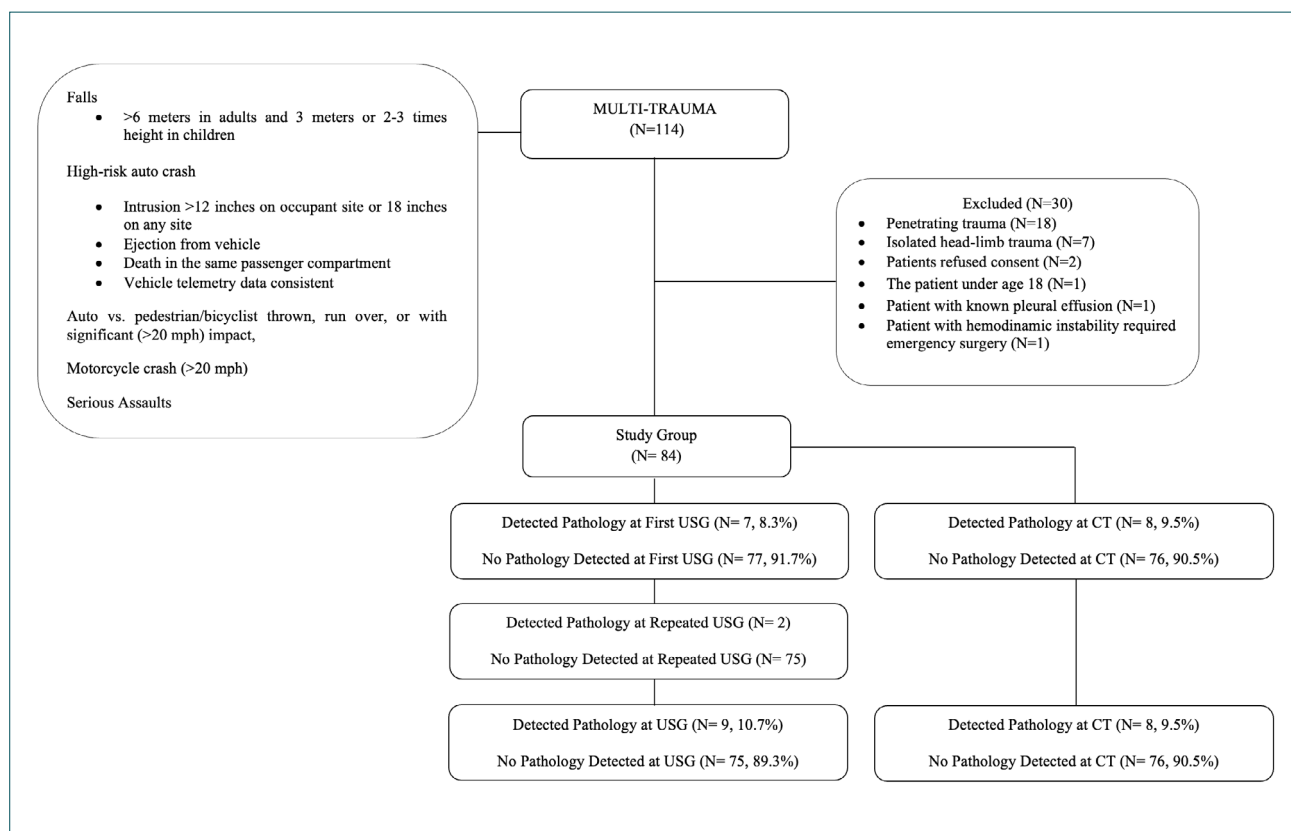 Falls
• >6 meters in adults and 3 meters or 2-3 times
height in children
High-risk auto crash
• Intrusion >12 inches on occupant site or 18 inches
on any site
• Ejection from vehicle
• Death in the same passenger compartment
• Vehicle telemetry data consistent
Auto vs. pedestrian/bicyclist thrown, run over, or with
significant (>20 mph) impact,
Motorcycle crash (>20 mph)
Serious Assaults
MULTI-TRAUMA
(N=114)
Excluded (N=30)
• Penetrating trauma (N=18)
• Isolated head-limb trauma (N=7)
• Patients refused consent (N=2)
• The patient under age 18 (N=1)
• Patient with known pleural effusion (N=1)
• Patient with hemodinamic instability required
emergency surgery (N=1)
Study Group
(N= 84)
Detected Pathology at First USG (N= 7, 8.3%)
No Pathology Detected at First USG (N= 77, 91.7%)
Detected Pathology at CT (N= 8, 9.5%)
No Pathology Detected at CT (N= 76, 90.5%)
Detected Pathology at Repeated USG (N= 2)
No Pathology Detected at Repeated USG (N= 75)
Detected Pathology at USG (N= 9, 10.7%)
No Pathology Detected at USG (N= 75, 89.3%)
Detected Pathology at CT (N= 8, 9.5%)
No Pathology Detected at CT (N= 76, 90.5%)